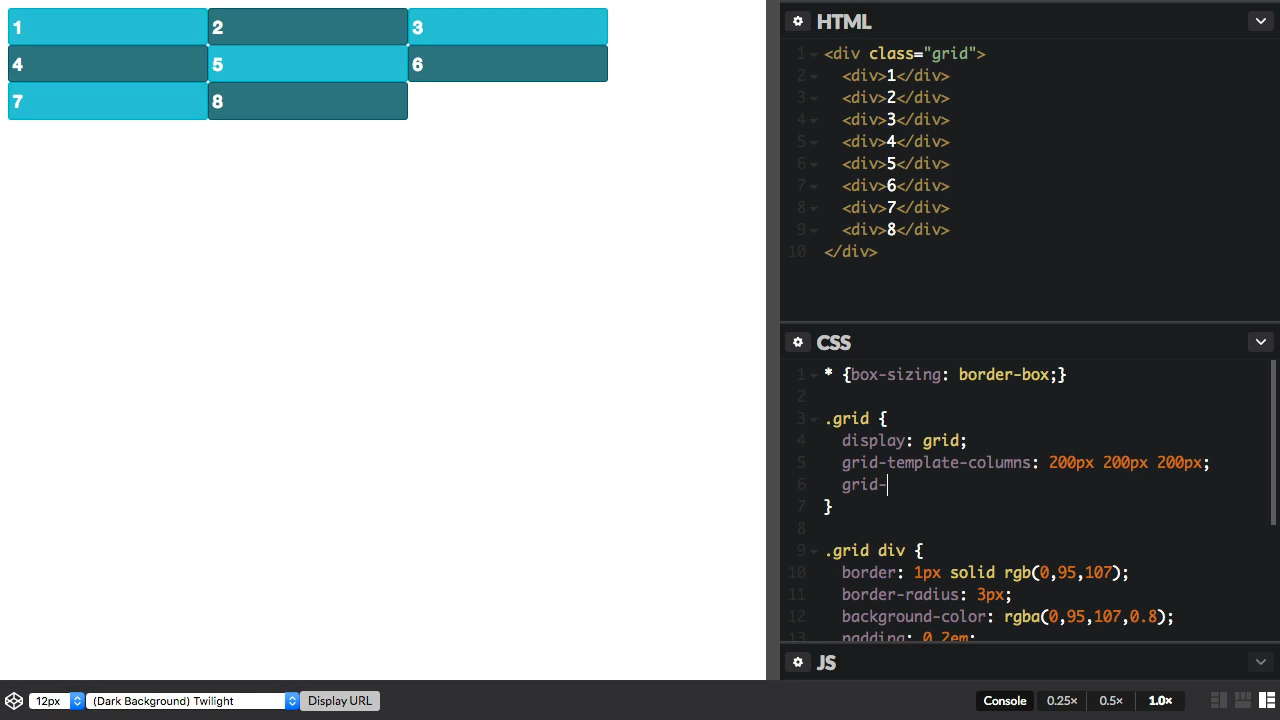 1 2 3
4 5 6
7 8
HTML
1 <div class="grid">
2 <div>1</div>
3 <div>2</div>
4 <div>3</div>
5 <div>4</div>
6 <div>5</div>
7 <div>6</div>
8 <div>7</div>
9 <div>8</div>
10 </div>
CSS
1 * {box-sizing: border-box;}
2
3 .grid {
4 display: grid;
5 grid-template-columns: 200px 200px 200px;
6 grid-
7 }
8
9 .grid div {
10 border: 1px solid rgb(0,95,107);
11 border-radius: 3px;
12 background-color: rgba(0,95,107,0.8);
13 padding: 0.2em;
JS
12px (Dark Background) Twilight Display URL Console 0.25× 0.5× 1.0×